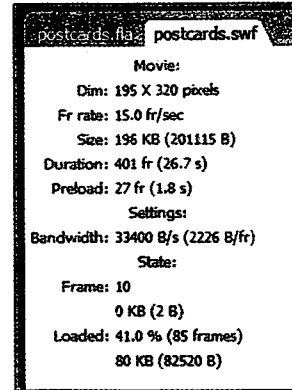 postcards.fla postcards.swf
Movie:
Dim: 195 X 320 pixels
Fr rate: 15.0 fr/sec
Size: 196 KB (201115 B)
Duration: 401 fr (26.7 s)
Preload: 27 fr (1.8 s)
Settings:
Bandwidth: 33400 B/s (2226 B/fr)
State:
Frame: 10
0 KB (2 B)
Loaded: 41.0 % (85 frames)
80 KB (82520 B)